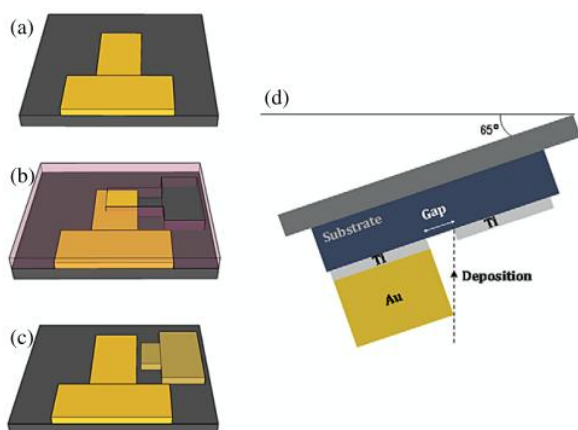 (a)
(d)
65°
(b)
Substrate
Gap
Ti
Ti
Deposition
Au
(c)